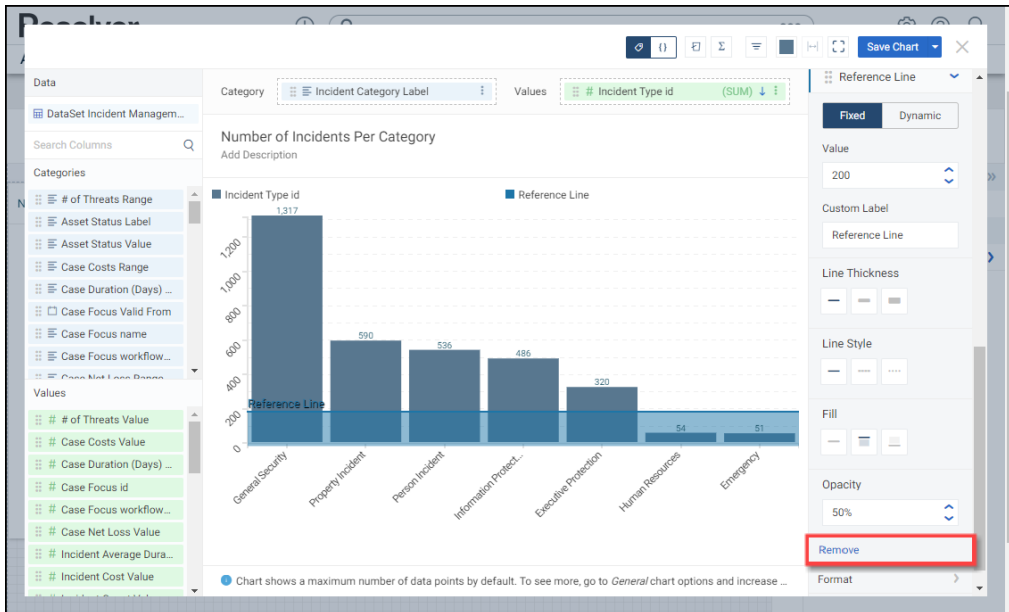 Resolver
{}
Σ
Save Chart
Data
DataSet Incident Managem...
Search Columns
Categories
# of Threats Range
Asset Status Label
Asset Status Value
Case Costs Range
Case Duration (Days) ...
Case Focus Valid From
Case Focus name
Case Focus workflow...
Case Net Loss Range
Values
# # of Threats Value
# Case Costs Value
# Case Duration (Days) ...
# Case Focus id
# Case Focus workflow...
# Case Net Loss Value
# Incident Average Dura...
# Incident Cost Value
Category
Incident Category Label
Values
# Incident Type id (SUM)
Number of Incidents Per Category
Add Description
Incident Type id
Reference Line
1,317
590
536
486
320
54
51
1200
1,000
800
600
400
200
0
Reference Line
General Security
Property Incident
Person Incident
Information Protect...
Executive Protection
Human Resources
Emergency
Chart shows a maximum number of data points by default. To see more, go to General chart options and increase ...
Reference Line
Fixed
Dynamic
Value
200
Custom Label
Reference Line
Line Thickness
Line Style
Fill
Opacity
50%
Remove
Format